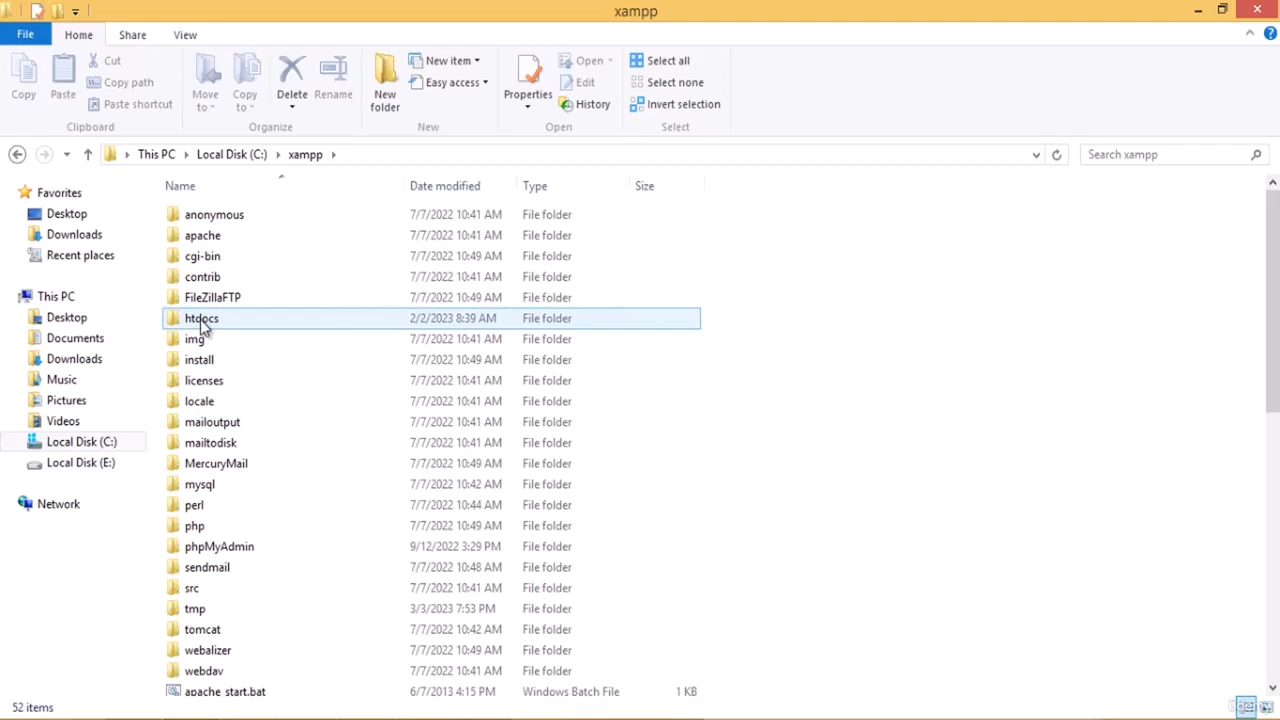 xampp
File
Home
Share
View
Copy
Paste
Cut
Copy path
Paste shortcut
Clipboard
Move to
Copy to
Delete
Rename
Organize
New folder
New item
Easy access
New
Properties
Open
Edit
History
Open
Select all
Select none
Invert selection
Select
This PC
Local Disk (C:)
xampp
Search xampp
Favorites
Desktop
Downloads
Recent places
This PC
Desktop
Documents
Downloads
Music
Pictures
Videos
Local Disk (C:)
Local Disk (E:)
Network
Name Date modified Type Size
anonymous 7/7/2022 10:41 AM File folder
apache 7/7/2022 10:41 AM File folder
cgi-bin 7/7/2022 10:49 AM File folder
contrib 7/7/2022 10:41 AM File folder
FileZillaFTP 7/7/2022 10:49 AM File folder
htdocs 2/2/2023 8:39 AM File folder
img 7/7/2022 10:41 AM File folder
install 7/7/2022 10:49 AM File folder
licenses 7/7/2022 10:41 AM File folder
locale 7/7/2022 10:41 AM File folder
mailoutput 7/7/2022 10:41 AM File folder
mailtodisk 7/7/2022 10:41 AM File folder
MercuryMail 7/7/2022 10:49 AM File folder
mysql 7/7/2022 10:42 AM File folder
perl 7/7/2022 10:44 AM File folder
php 7/7/2022 10:49 AM File folder
phpMyAdmin 9/12/2022 3:29 PM File folder
sendmail 7/7/2022 10:48 AM File folder
src 7/7/2022 10:41 AM File folder
tmp 3/3/2023 7:53 PM File folder
tomcat 7/7/2022 10:42 AM File folder
webalizer 7/7/2022 10:49 AM File folder
webdav 7/7/2022 10:41 AM File folder
apache_start.bat 6/7/2013 4:15 PM Windows Batch File 1 KB
52 items